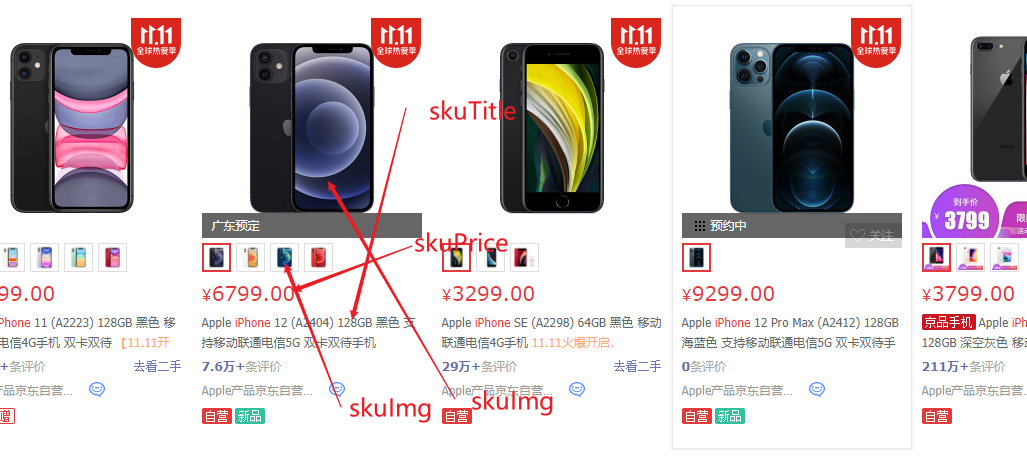 11.11
全球热爱季
11.11
全球热爱季
11.11
全球热爱季
11.11
全球热爱季
skuTitle
广东预定
预约中
到手价
¥3799
限
活动
关注
skuPrice
99.00
¥6799.00
¥3299.00
¥9299.00
¥3799.00
Phone 11 (A2223) 128GB 黑色 移
电信4G手机 双卡双待 【11.11开
Apple iPhone 12 (A2404) 128GB 黑色 支
持移动联通电信5G 双卡双待手机
Apple iPhone SE (A2298) 64GB 黑色 移动
联通电信4G手机 11.11火爆开启,
Apple iPhone 12 Pro Max (A2412) 128GB
海蓝色 支持移动联通电信5G 双卡双待手
京品手机 Apple iPh
128GB 深空灰色 移动
+条评价
去看二手
7.6万+条评价
29万+条评价
去看二手
0条评价
211万+条评价
产品京东自营...
Apple产品京东自营...
Apple产品京东自营...
Apple产品京东自营...
Apple产品京东自营
赠
自营 新品
skuImg
skuImg
自营
自营 新品
自营